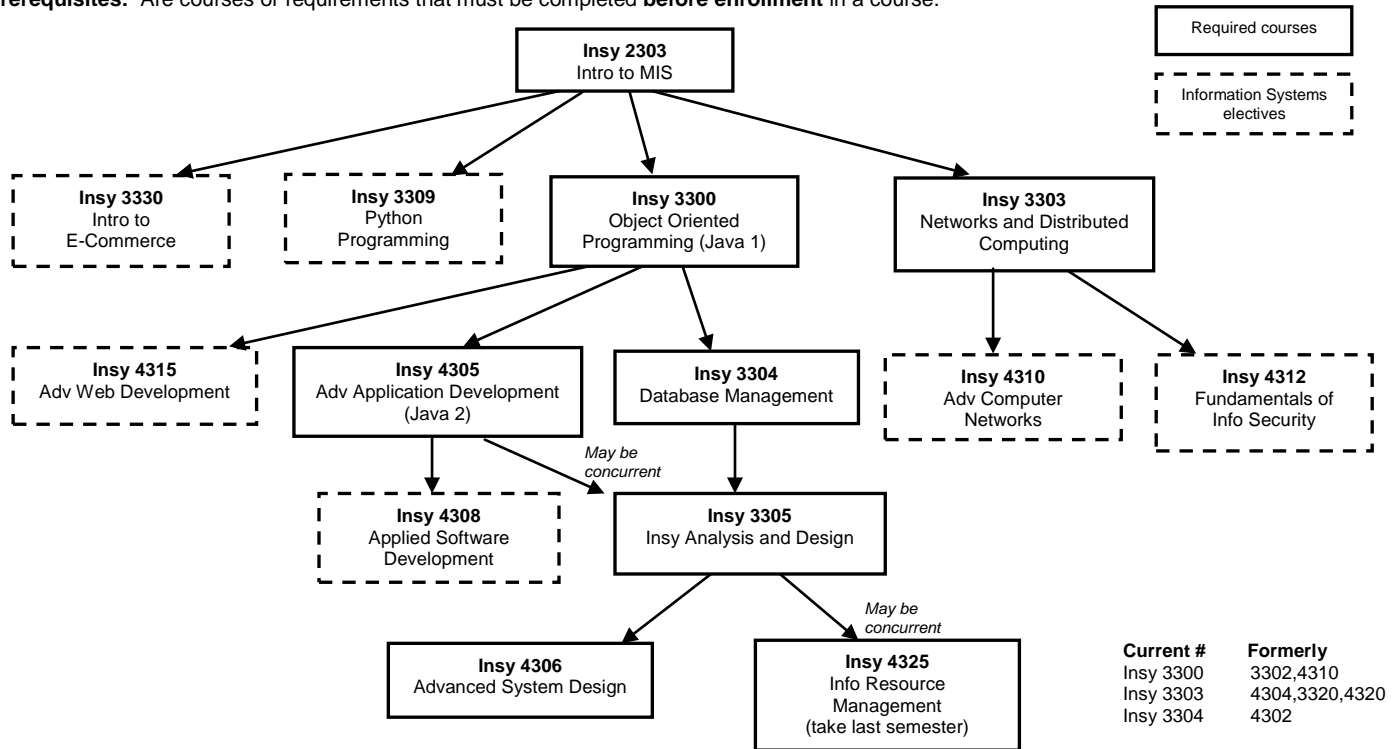 rerequisites: Are courses or requirements that must be completed before enrollment in a course.
Required courses
Information Systems
electives
Insy 2303
Intro to MIS
Insy 3330
Intro to
E-Commerce
Insy 3309
Python
Programming
Insy 3300
Object Oriented
Programming (Java 1)
Insy 3303
Networks and Distributed
Computing
Insy 4315
Adv Web Development
Insy 4305
Adv Application Development
(Java 2)
Insy 3304
Database Management
Insy 4310
Adv Computer
Networks
Insy 4312
Fundamentals of
Info Security
May be
concurrent
Insy 4308
Applied Software
Development
Insy 3305
Insy Analysis and Design
May be
concurrent
Insy 4306
Advanced System Design
Insy 4325
Info Resource
Management
(take last semester)
Current # Formerly
Insy 3300 3302,4310
Insy 3303 4304,3320,4320
Insy 3304 4302